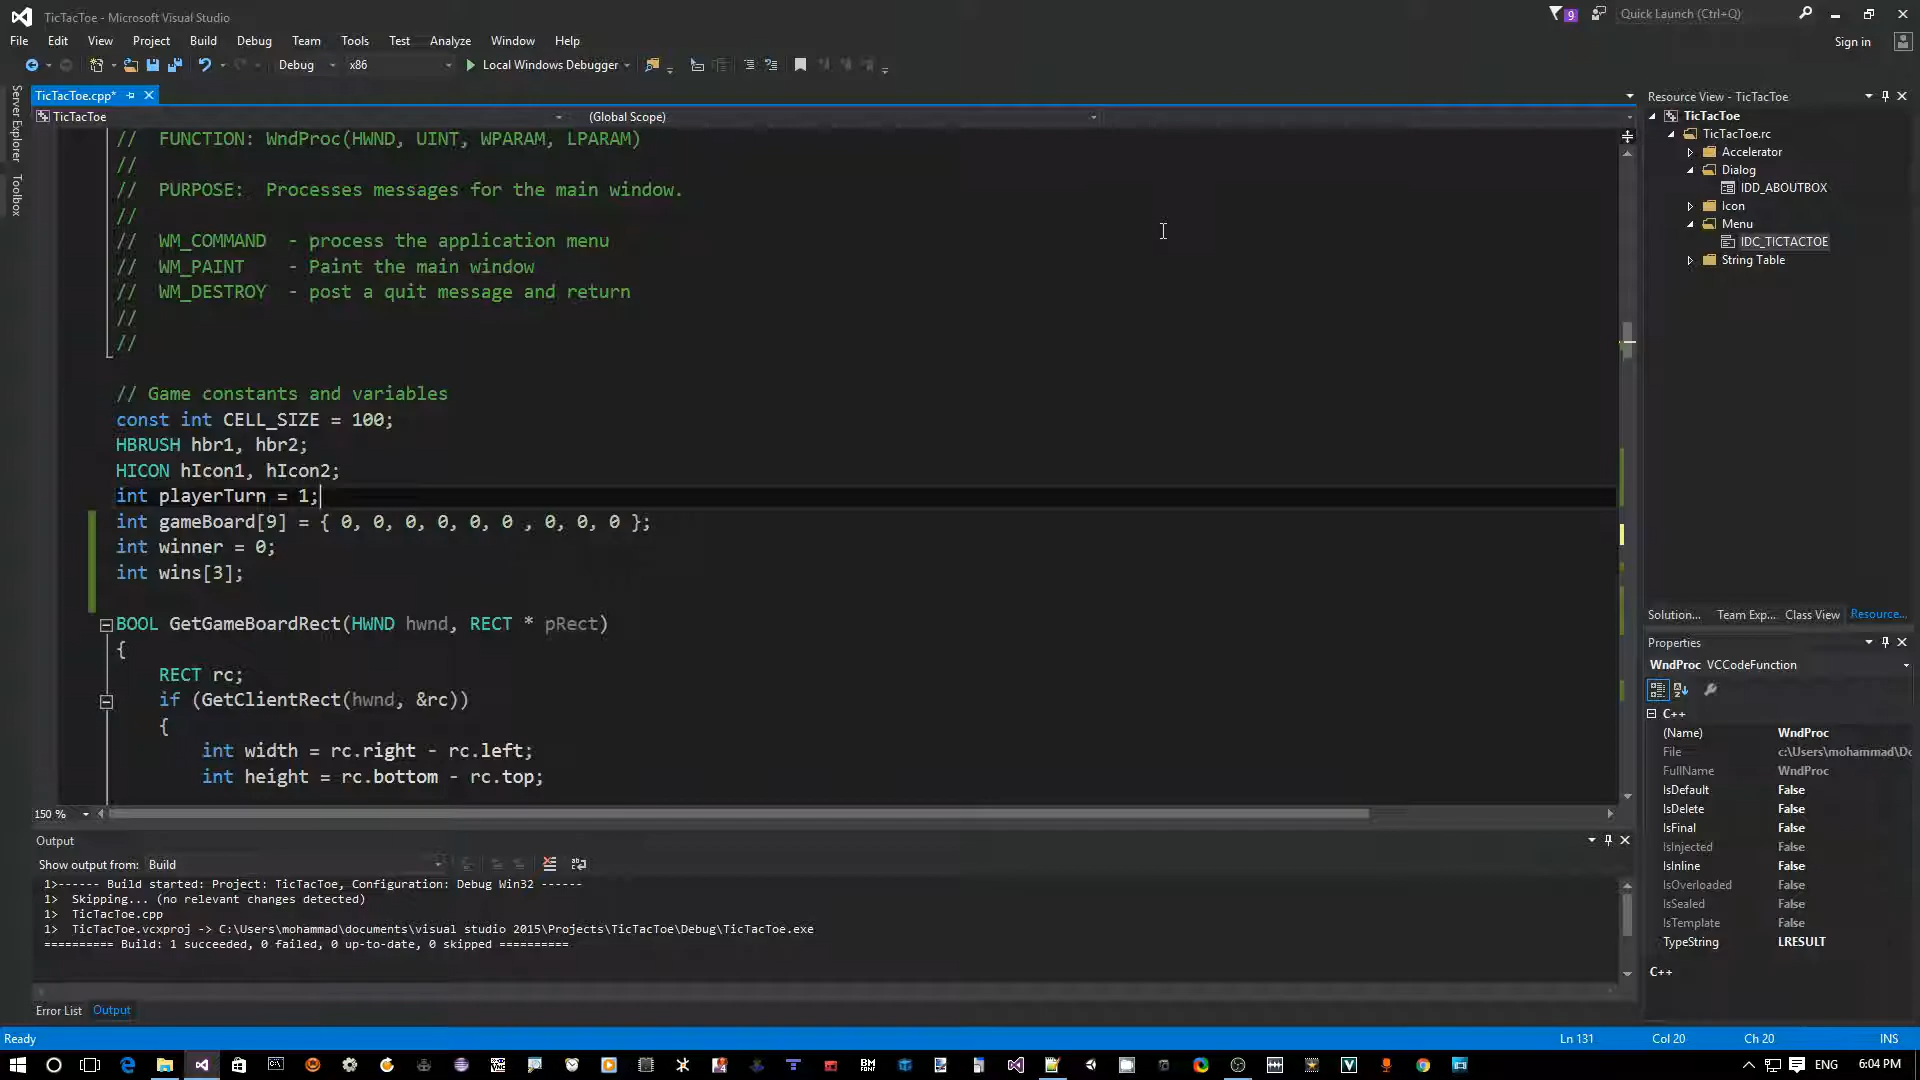 TicTacToe - Microsoft Visual Studio
9
Quick Launch (Ctrl+Q)
File Edit View Project Build Debug Team Tools Test Analyze Window Help
Sign in
Debug x86 Local Windows Debugger
Server Explorer
Toolbox
TicTacToe.cpp*
TicTacToe (Global Scope)
// FUNCTION: WndProc(HWND, UINT, WPARAM, LPARAM)
//
// PURPOSE: Processes messages for the main window.
//
// WM_COMMAND - process the application menu
// WM_PAINT - Paint the main window
// WM_DESTROY - post a quit message and return
//
//
// Game constants and variables
const int CELL_SIZE = 100;
HBRUSH hbr1, hbr2;
HICON hIcon1, hIcon2;
int playerTurn = 1;
int gameBoard[9] = { 0, 0, 0, 0, 0, 0 , 0, 0, 0 };
int winner = 0;
int wins[3];
BOOL GetGameBoardRect(HWND hwnd, RECT * pRect)
{
RECT rc;
if (GetClientRect(hwnd, &rc))
{
int width = rc.right - rc.left;
int height = rc.bottom - rc.top;
150 %
Output
Show output from: Build
1>------ Build started: Project: TicTacToe, Configuration: Debug Win32 ------
1> Skipping... (no relevant changes detected)
1> TicTacToe.cpp
1> TicTacToe.vcxproj -> C:\Users\mohammad\documents\visual studio 2015\Projects\TicTacToe\Debug\TicTacToe.exe
========== Build: 1 succeeded, 0 failed, 0 up-to-date, 0 skipped ==========
Error List Output
Resource View - TicTacToe
TicTacToe
TicTacToe.rc
Accelerator
Dialog
IDD_ABOUTBOX
Icon
Menu
IDC_TICTACTOE
String Table
Solution... Team Exp... Class View Resource...
Properties
WndProc VCCodeFunction
C++
(Name) WndProc
File c:\Users\mohammad\Dc
FullName WndProc
IsDefault False
IsDelete False
IsFinal False
IsInjected False
IsInline False
IsOverloaded False
IsSealed False
IsTemplate False
TypeString LRESULT
C++
Ready Ln 131 Col 20 Ch 20 INS
ENG 6:04 PM